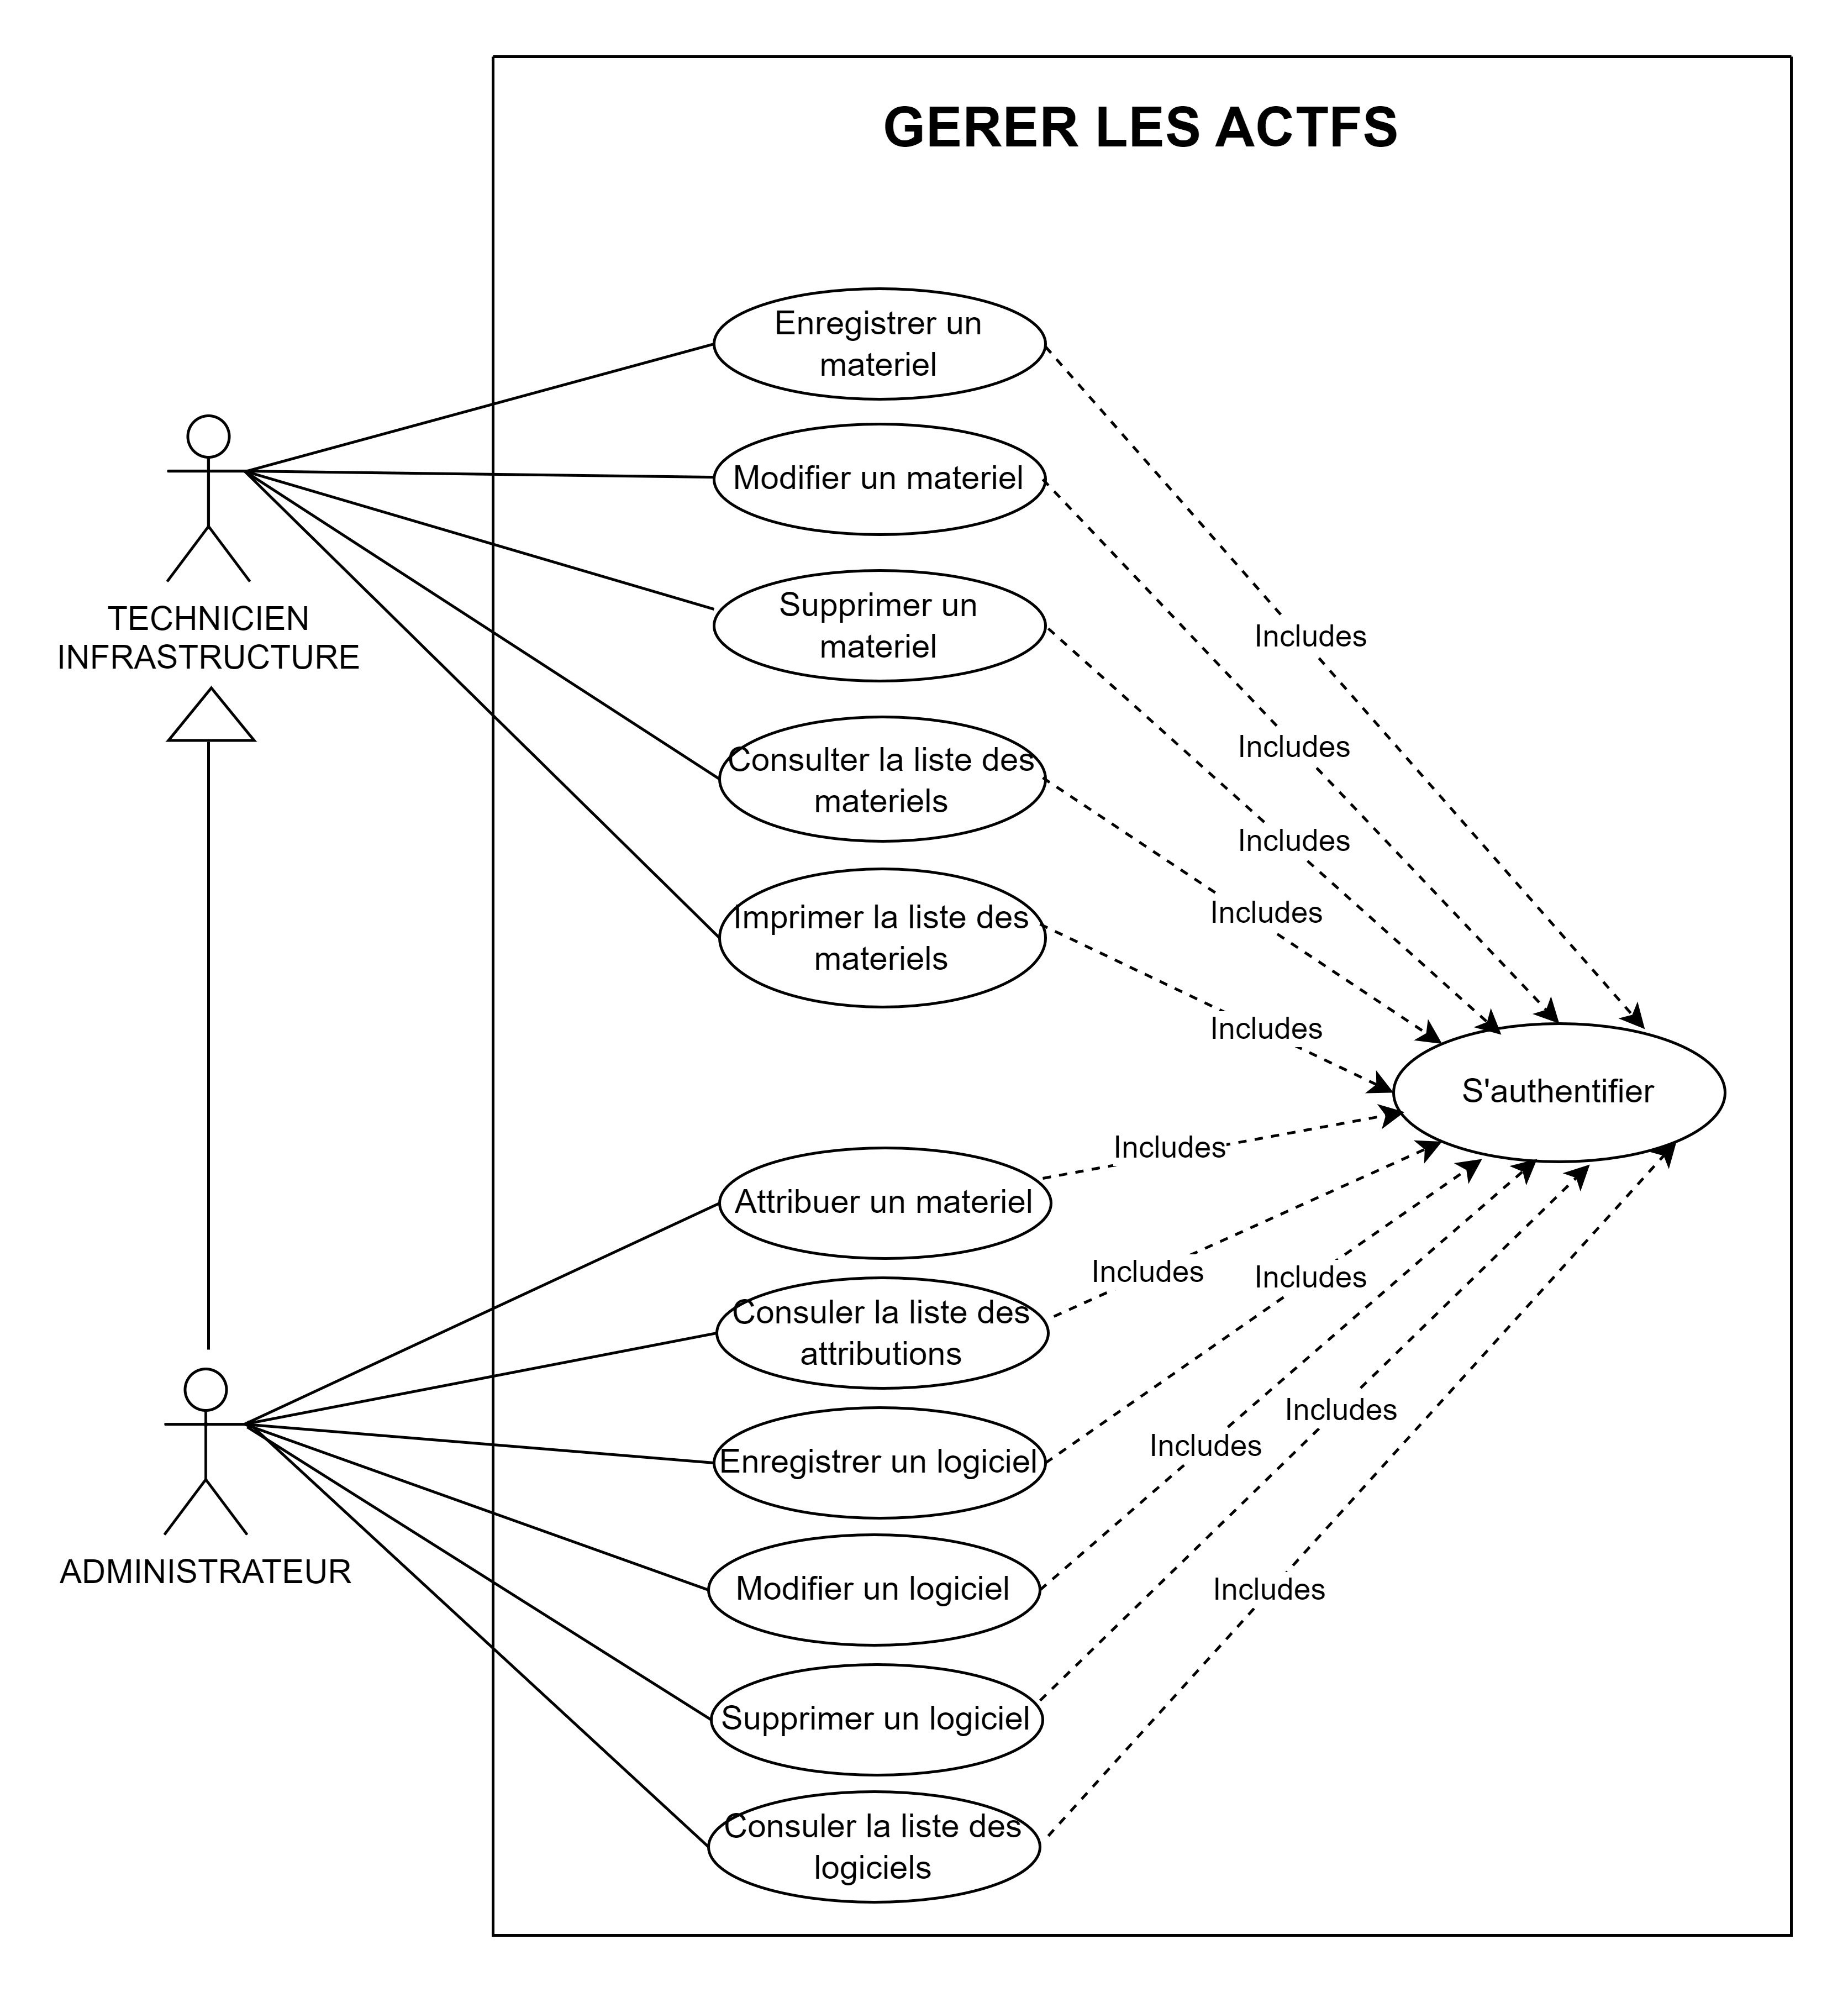 GERER LES ACTFS
Enregistrer un
materiel
Modifier un materiel
TECHNICIEN
INFRASTRUCTURE
Supprimer un
materiel
Includes
Includes
Consulter la liste des
materiels
Includes
Includes
Imprimer la liste des
materiels
Includes
S'authentifier
Includes
Attribuer un materiel
Includes
Includes
Consuler la liste des
attributions
Includes
Includes
Enregistrer un logiciel
ADMINISTRATEUR
Modifier un logiciel
Includes
Supprimer un logiciel
Consuler la liste des
logiciels